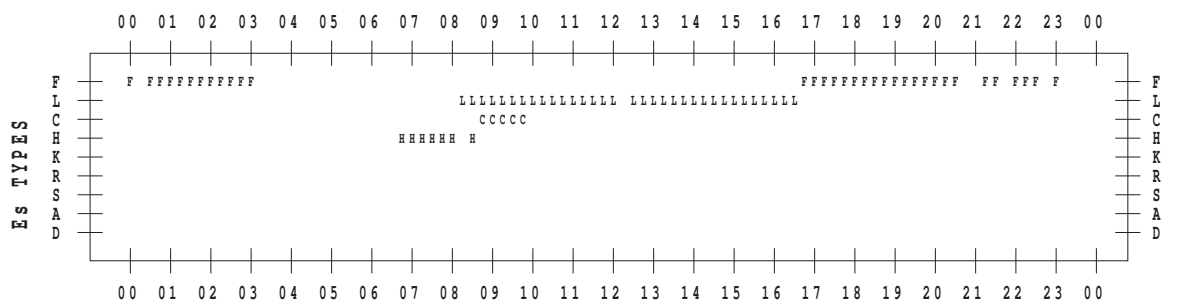 00 01 02 03 04 05 06 07 08 09 10 11 12 13 14 15 16 17 18 19 20 21 22 23 00
F F FFFFFFFFFFF FFFFFFFFFFFFFFFF FF FFF F F
L LLLLLLLLLLLLLLLL LLLLLLLLLLLLLLLLL L
C CCCCC C
H HHHHHH H H
K K
R R
S S
A A
D D
Es TYPES
00 01 02 03 04 05 06 07 08 09 10 11 12 13 14 15 16 17 18 19 20 21 22 23 00